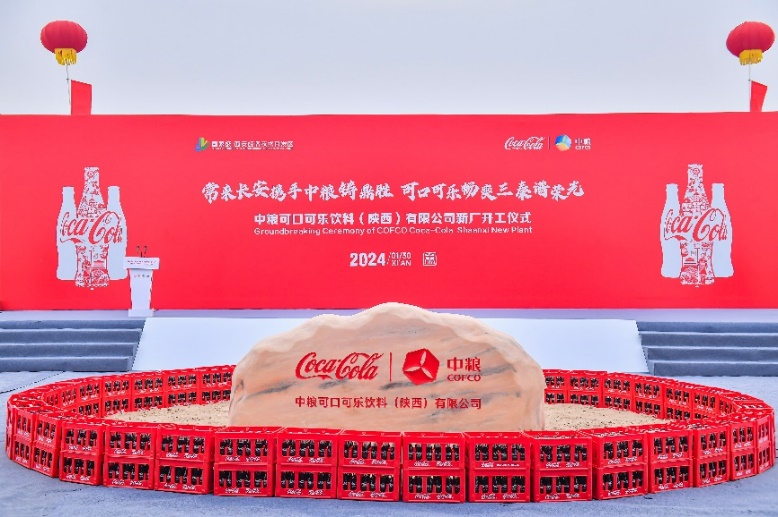 Coca-Cola 中粮 COFCO
常来长安携手中粮铸鼎胜 可口可乐畅爽三秦谱荣光
中粮可口可乐饮料（陕西）有限公司新厂开工仪式
Groundbreaking Ceremony of COFCO Coca-Cola Shaanxi New Plant
2024 01/30 XI'AN
Coca-Cola
Coca-Cola
Coca-Cola 中粮 COFCO
中粮可口可乐饮料（陕西）有限公司